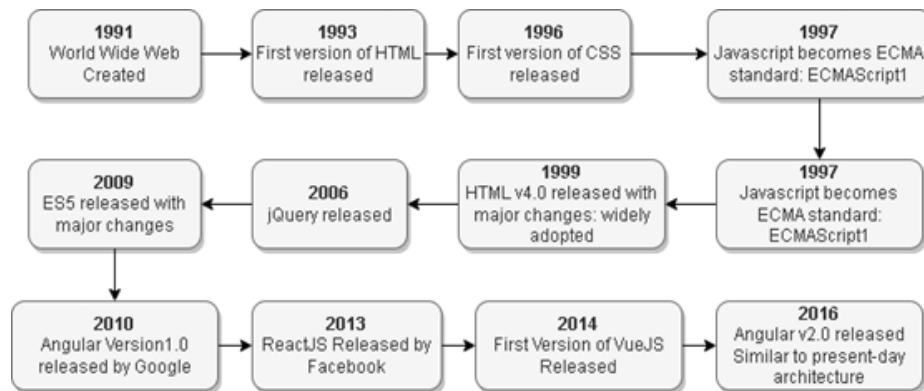 1991
World Wide Web
Created
1993
First version of HTML
released
1996
First version of CSS
released
1997
Javascript becomes ECMA
standard: ECMAScript1
1997
Javascript becomes
ECMA standard:
ECMAScript1
1999
HTML v4.0 released with
major changes: widely
adopted
2006
jQuery released
2009
ES5 released with
major changes
2010
Angular Version1.0
released by Google
2013
ReactJS Released by
Facebook
2014
First Version of VueJS
Released
2016
Angular v2.0 released
Similar to present-day
architecture